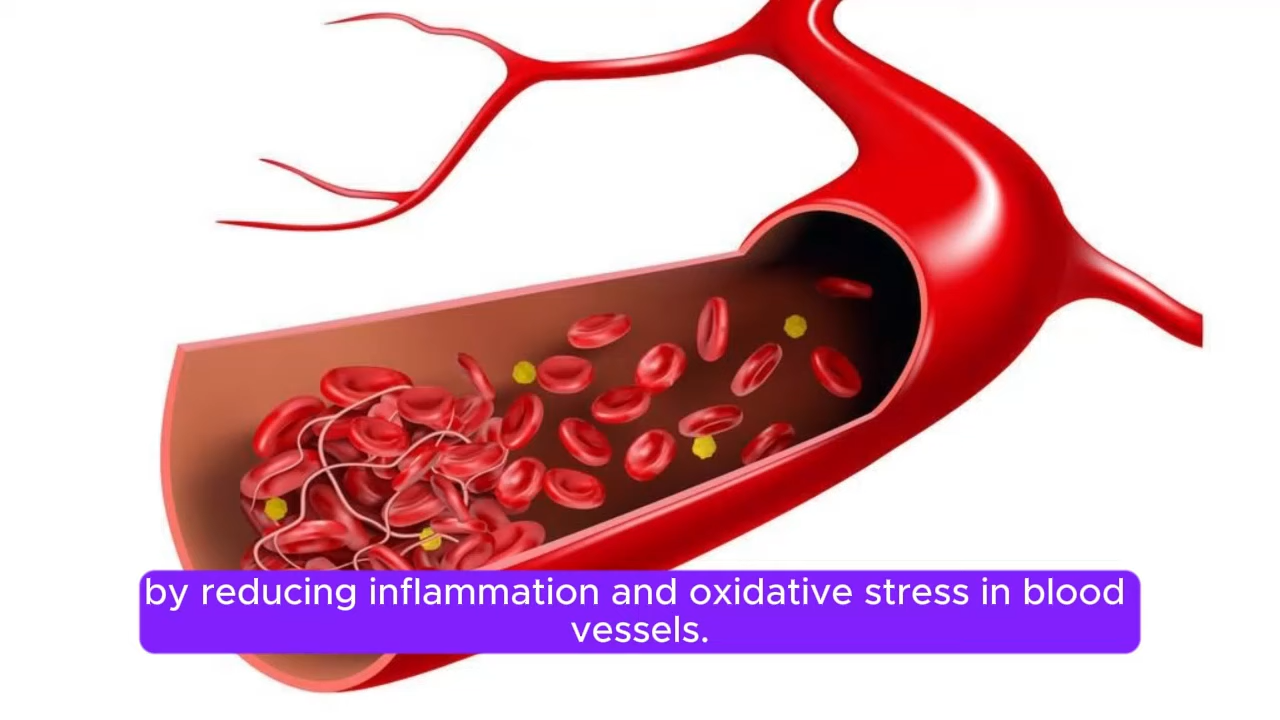 by reducing inflammation and oxidative stress in blood
vessels.